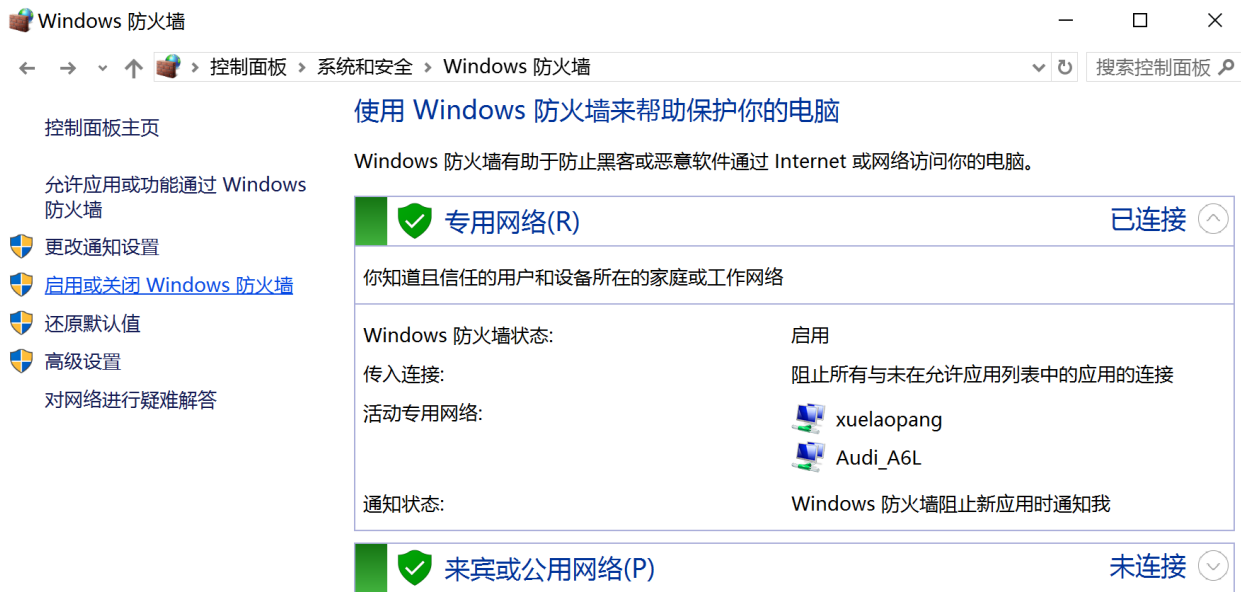 Windows 防火墙
控制面板 › 系统和安全 › Windows 防火墙
搜索控制面板
控制面板主页
允许应用或功能通过 Windows
防火墙
更改通知设置
启用或关闭 Windows 防火墙
还原默认值
高级设置
对网络进行疑难解答
使用 Windows 防火墙来帮助保护你的电脑
Windows 防火墙有助于防止黑客或恶意软件通过 Internet 或网络访问你的电脑。
专用网络(R) 已连接
你知道且信任的用户和设备所在的家庭或工作网络
Windows 防火墙状态: 启用
传入连接: 阻止所有与未在允许应用列表中的应用的连接
活动专用网络: xuelaopang
Audi_A6L
通知状态: Windows 防火墙阻止新应用时通知我
来宾或公用网络(P) 未连接